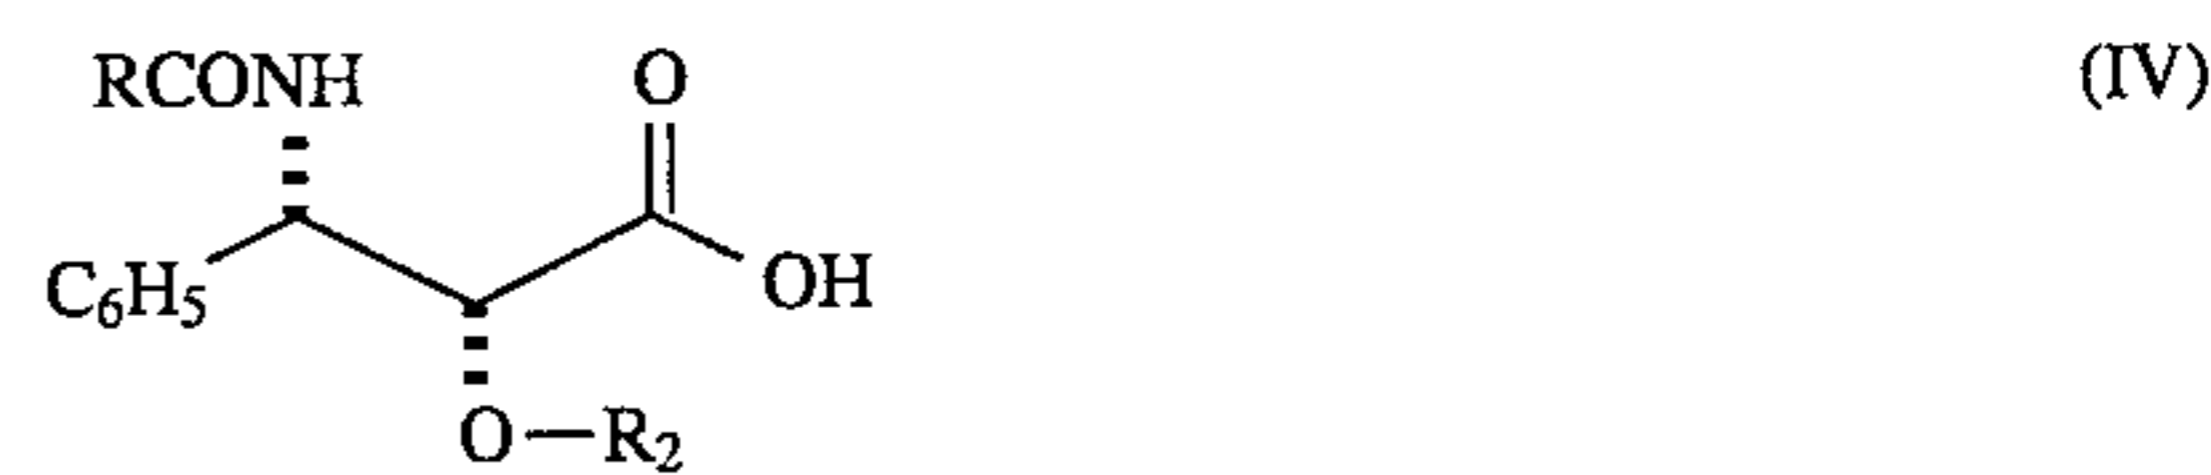 RCONH O (IV)
C₆H₅ OH
O—R₂